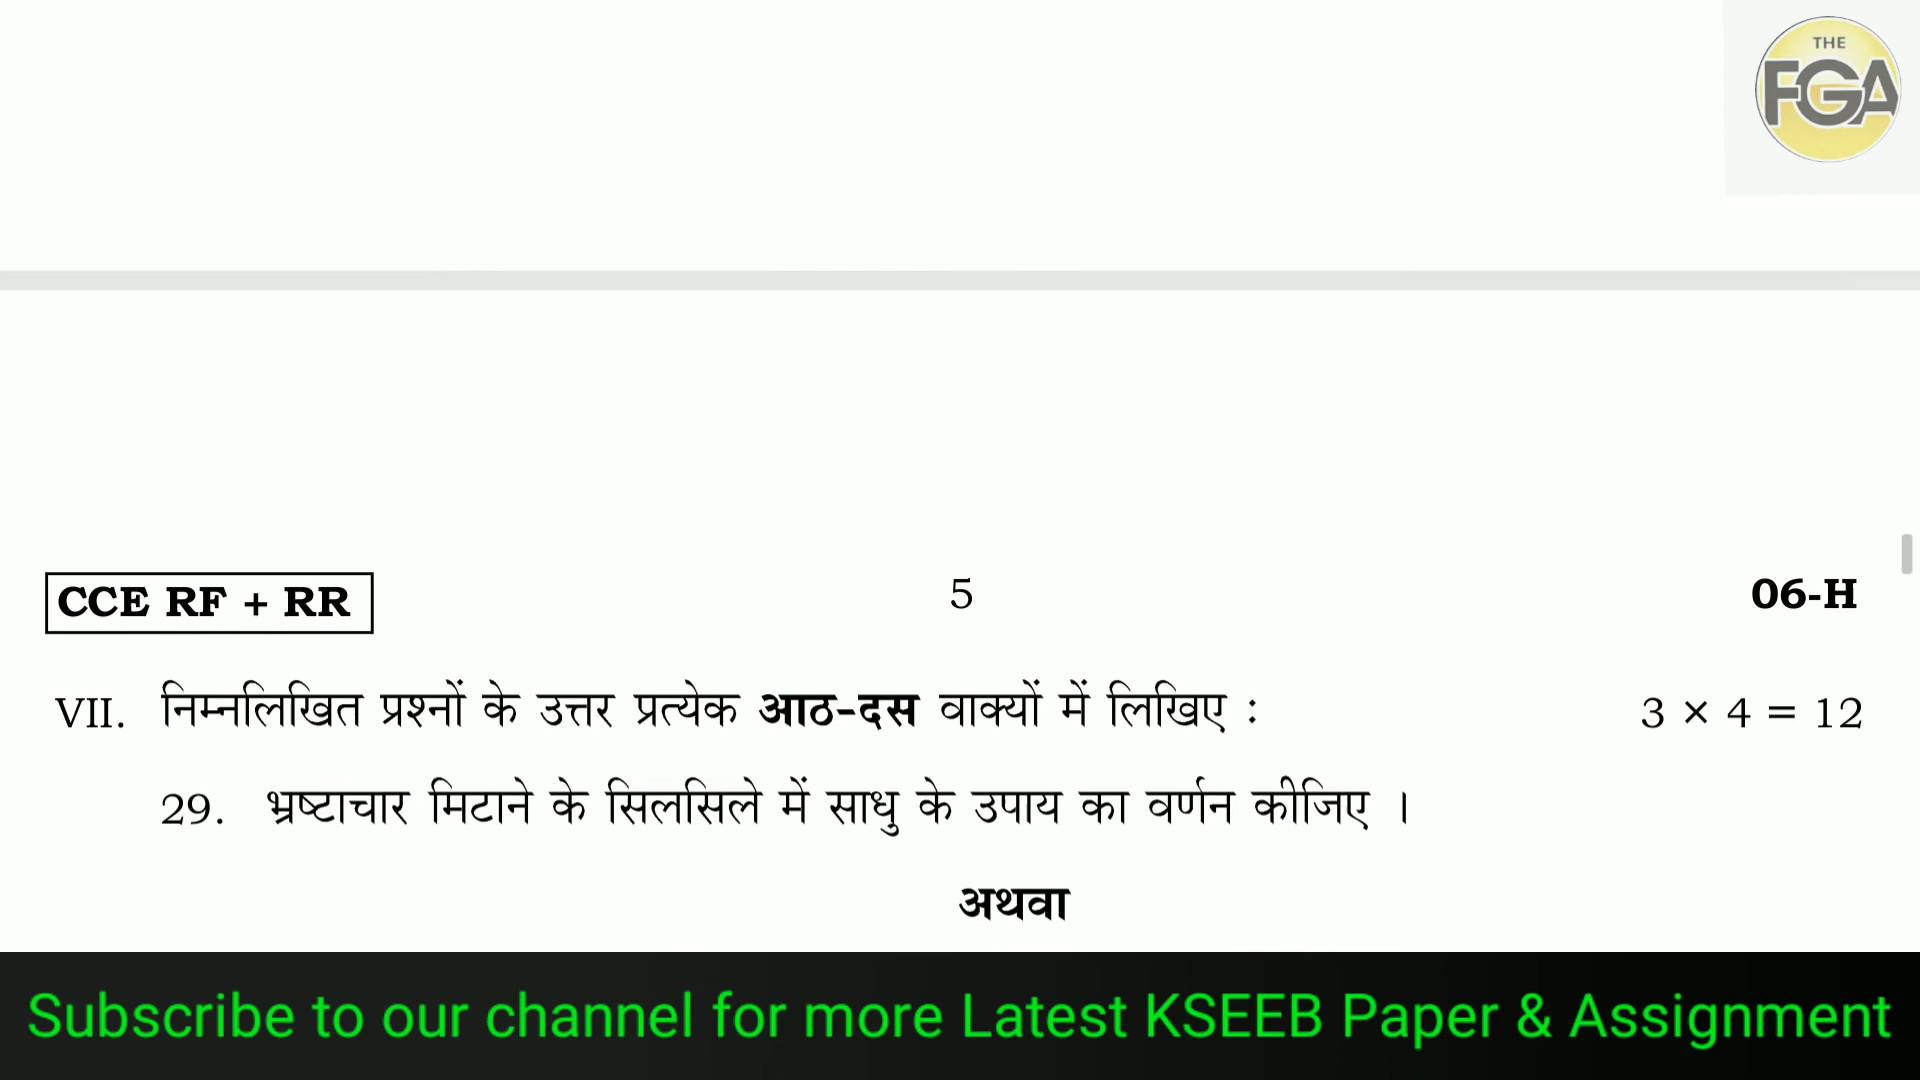 THE
FGA
CCE RF + RR 5 06-H
VII. निम्नलिखित प्रश्नों के उत्तर प्रत्येक आठ-दस वाक्यों में लिखिए : 3 × 4 = 12
29. भ्रष्टाचार मिटाने के सिलसिले में साधु के उपाय का वर्णन कीजिए ।
अथवा
Subscribe to our channel for more Latest KSEEB Paper & Assignment